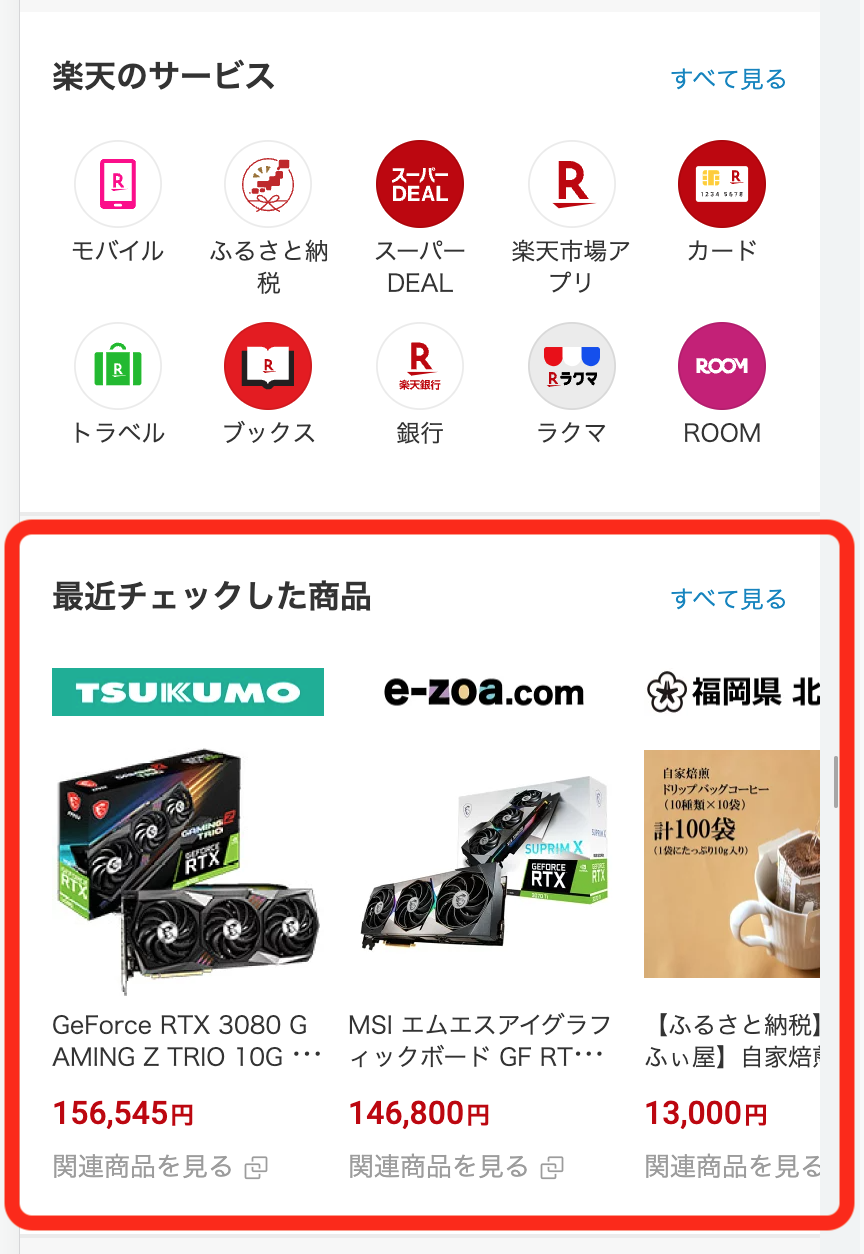 楽天のサービス
すべて見る
R
スーパー
DEAL
R
R
1234 5678
モバイル
ふるさと納
税
スーパー
DEAL
楽天市場ア
プリ
カード
R
R
R
楽天銀行
Rラクマ
ROOM
トラベル
ブックス
銀行
ラクマ
ROOM
最近チェックした商品
すべて見る
TSUKUMO
e-zoa.com
福岡県 北
GAMING Z
TRIO
GEFORCE
RTX
GEFORCE
RTX
SUPRIM X
GEFORCE
RTX
GEFORCE
RTX
自家焙煎
ドリップバッグコーヒー
(10種類×10袋)
計100袋
(1袋にたっぷり10g入り)
GeForce RTX 3080 G
AMING Z TRIO 10G ···
MSI エムエスアイグラフ
ィックボード GF RT···
【ふるさと納税】
ふぃ屋】自家焙煎
156,545円
146,800円
13,000円
関連商品を見る
関連商品を見る
関連商品を見る